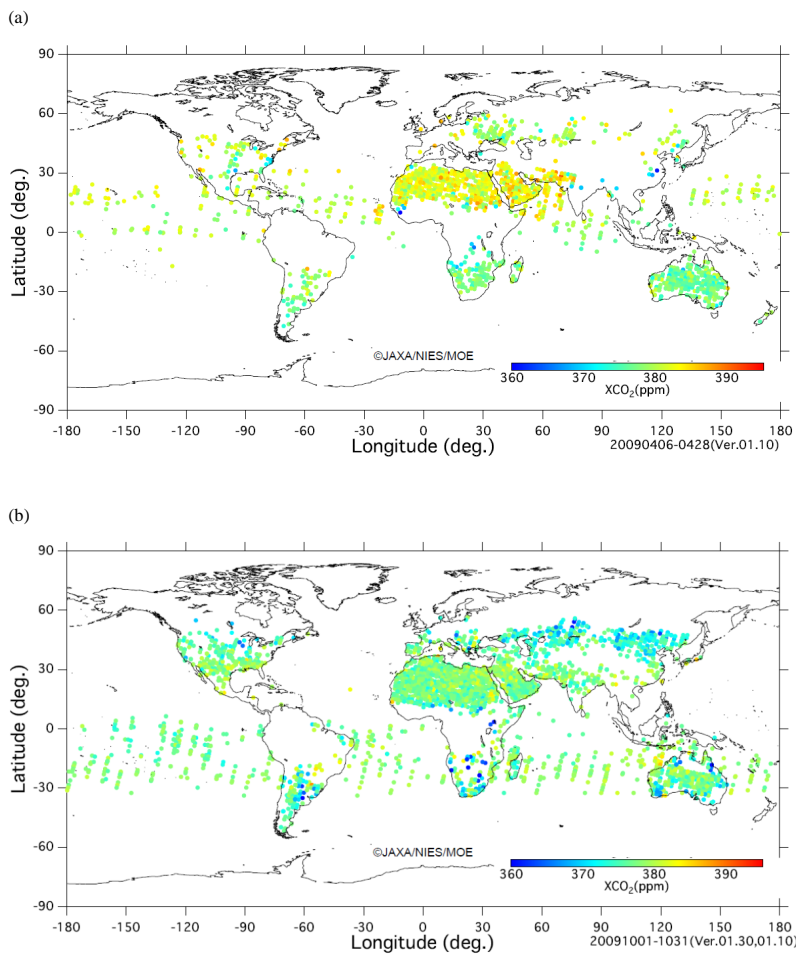 (a)
90
60
30
0
-30
-60
-90
Latitude (deg.)
©JAXA/NIES/MOE
360 370 380 390
XCO₂(ppm)
-180 -150 -120 -90 -60 -30 0 30 60 90 120 150 180
Longitude (deg.)
20090406-0428(Ver.01.10)
(b)
90
60
30
0
-30
-60
-90
Latitude (deg.)
©JAXA/NIES/MOE
360 370 380 390
XCO₂(ppm)
-180 -150 -120 -90 -60 -30 0 30 60 90 120 150 180
Longitude (deg.)
20091001-1031(Ver.01.30,01.10)